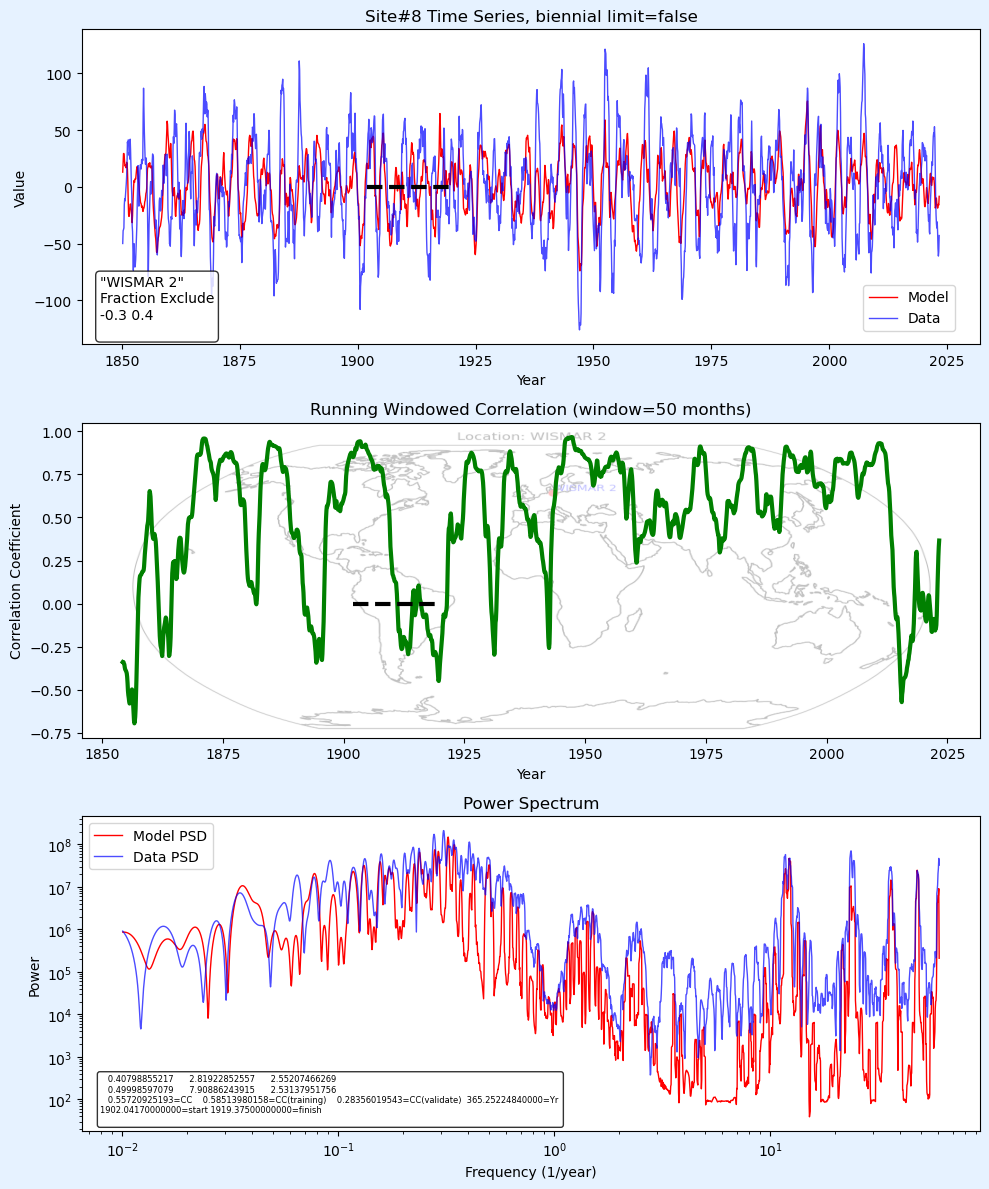 Site#8 Time Series, biennial limit=false
Value
100
50
0
−50
−100
"WISMAR 2"
Fraction Exclude
-0.3 0.4
Model
Data
1850 1875 1900 1925 1950 1975 2000 2025
Year
Running Windowed Correlation (window=50 months)
Location: WISMAR 2
WISMAR 2
Correlation Coefficient
1.00
0.75
0.50
0.25
0.00
−0.25
−0.50
−0.75
1850 1875 1900 1925 1950 1975 2000 2025
Year
Power Spectrum
Model PSD
Data PSD
Power
10^8
10^7
10^6
10^5
10^4
10^3
10^2
0.40798855217 2.81922852557 2.55207466269
0.49998597079 7.90886243915 2.53137951756
0.55720925193=CC 0.58513980158=CC(training) 0.28356019543=CC(validate) 365.25224840000=Yr
1902.04170000000=start 1919.37500000000=finish
10^−2 10^−1 10^0 10^1
Frequency (1/year)